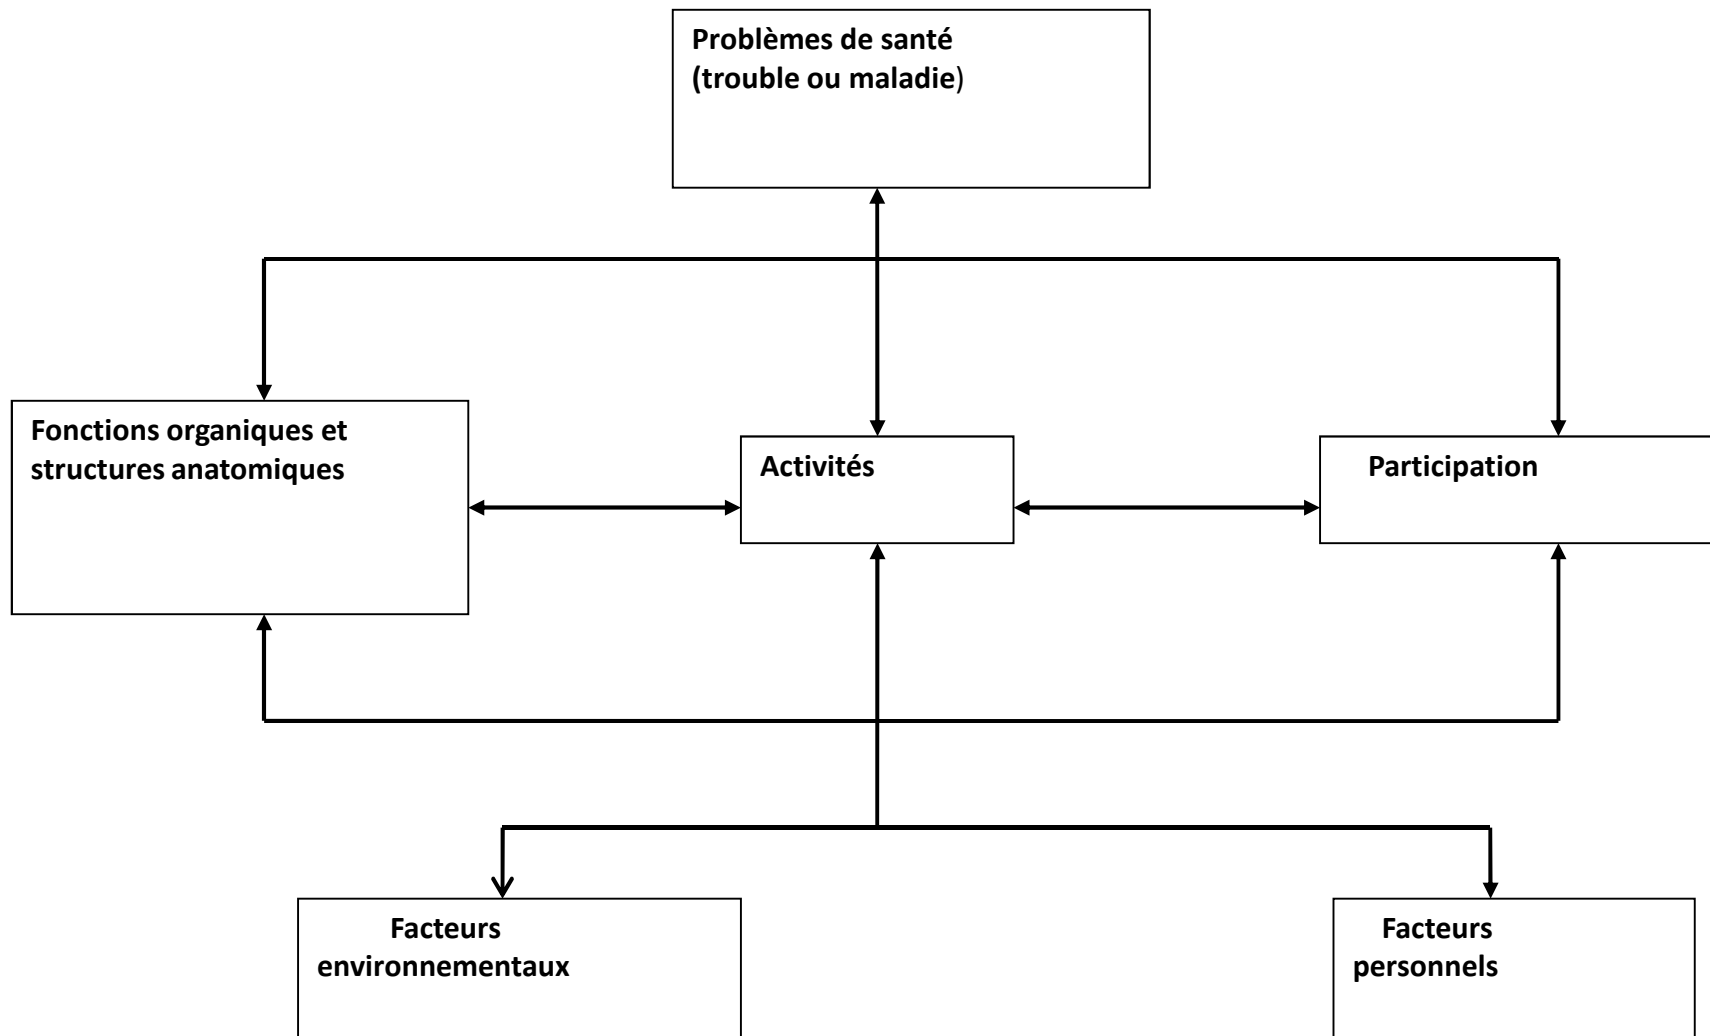 Problèmes de santé
(trouble ou maladie)
Fonctions organiques et
structures anatomiques
Activités
Participation
Facteurs
environnementaux
Facteurs
personnels